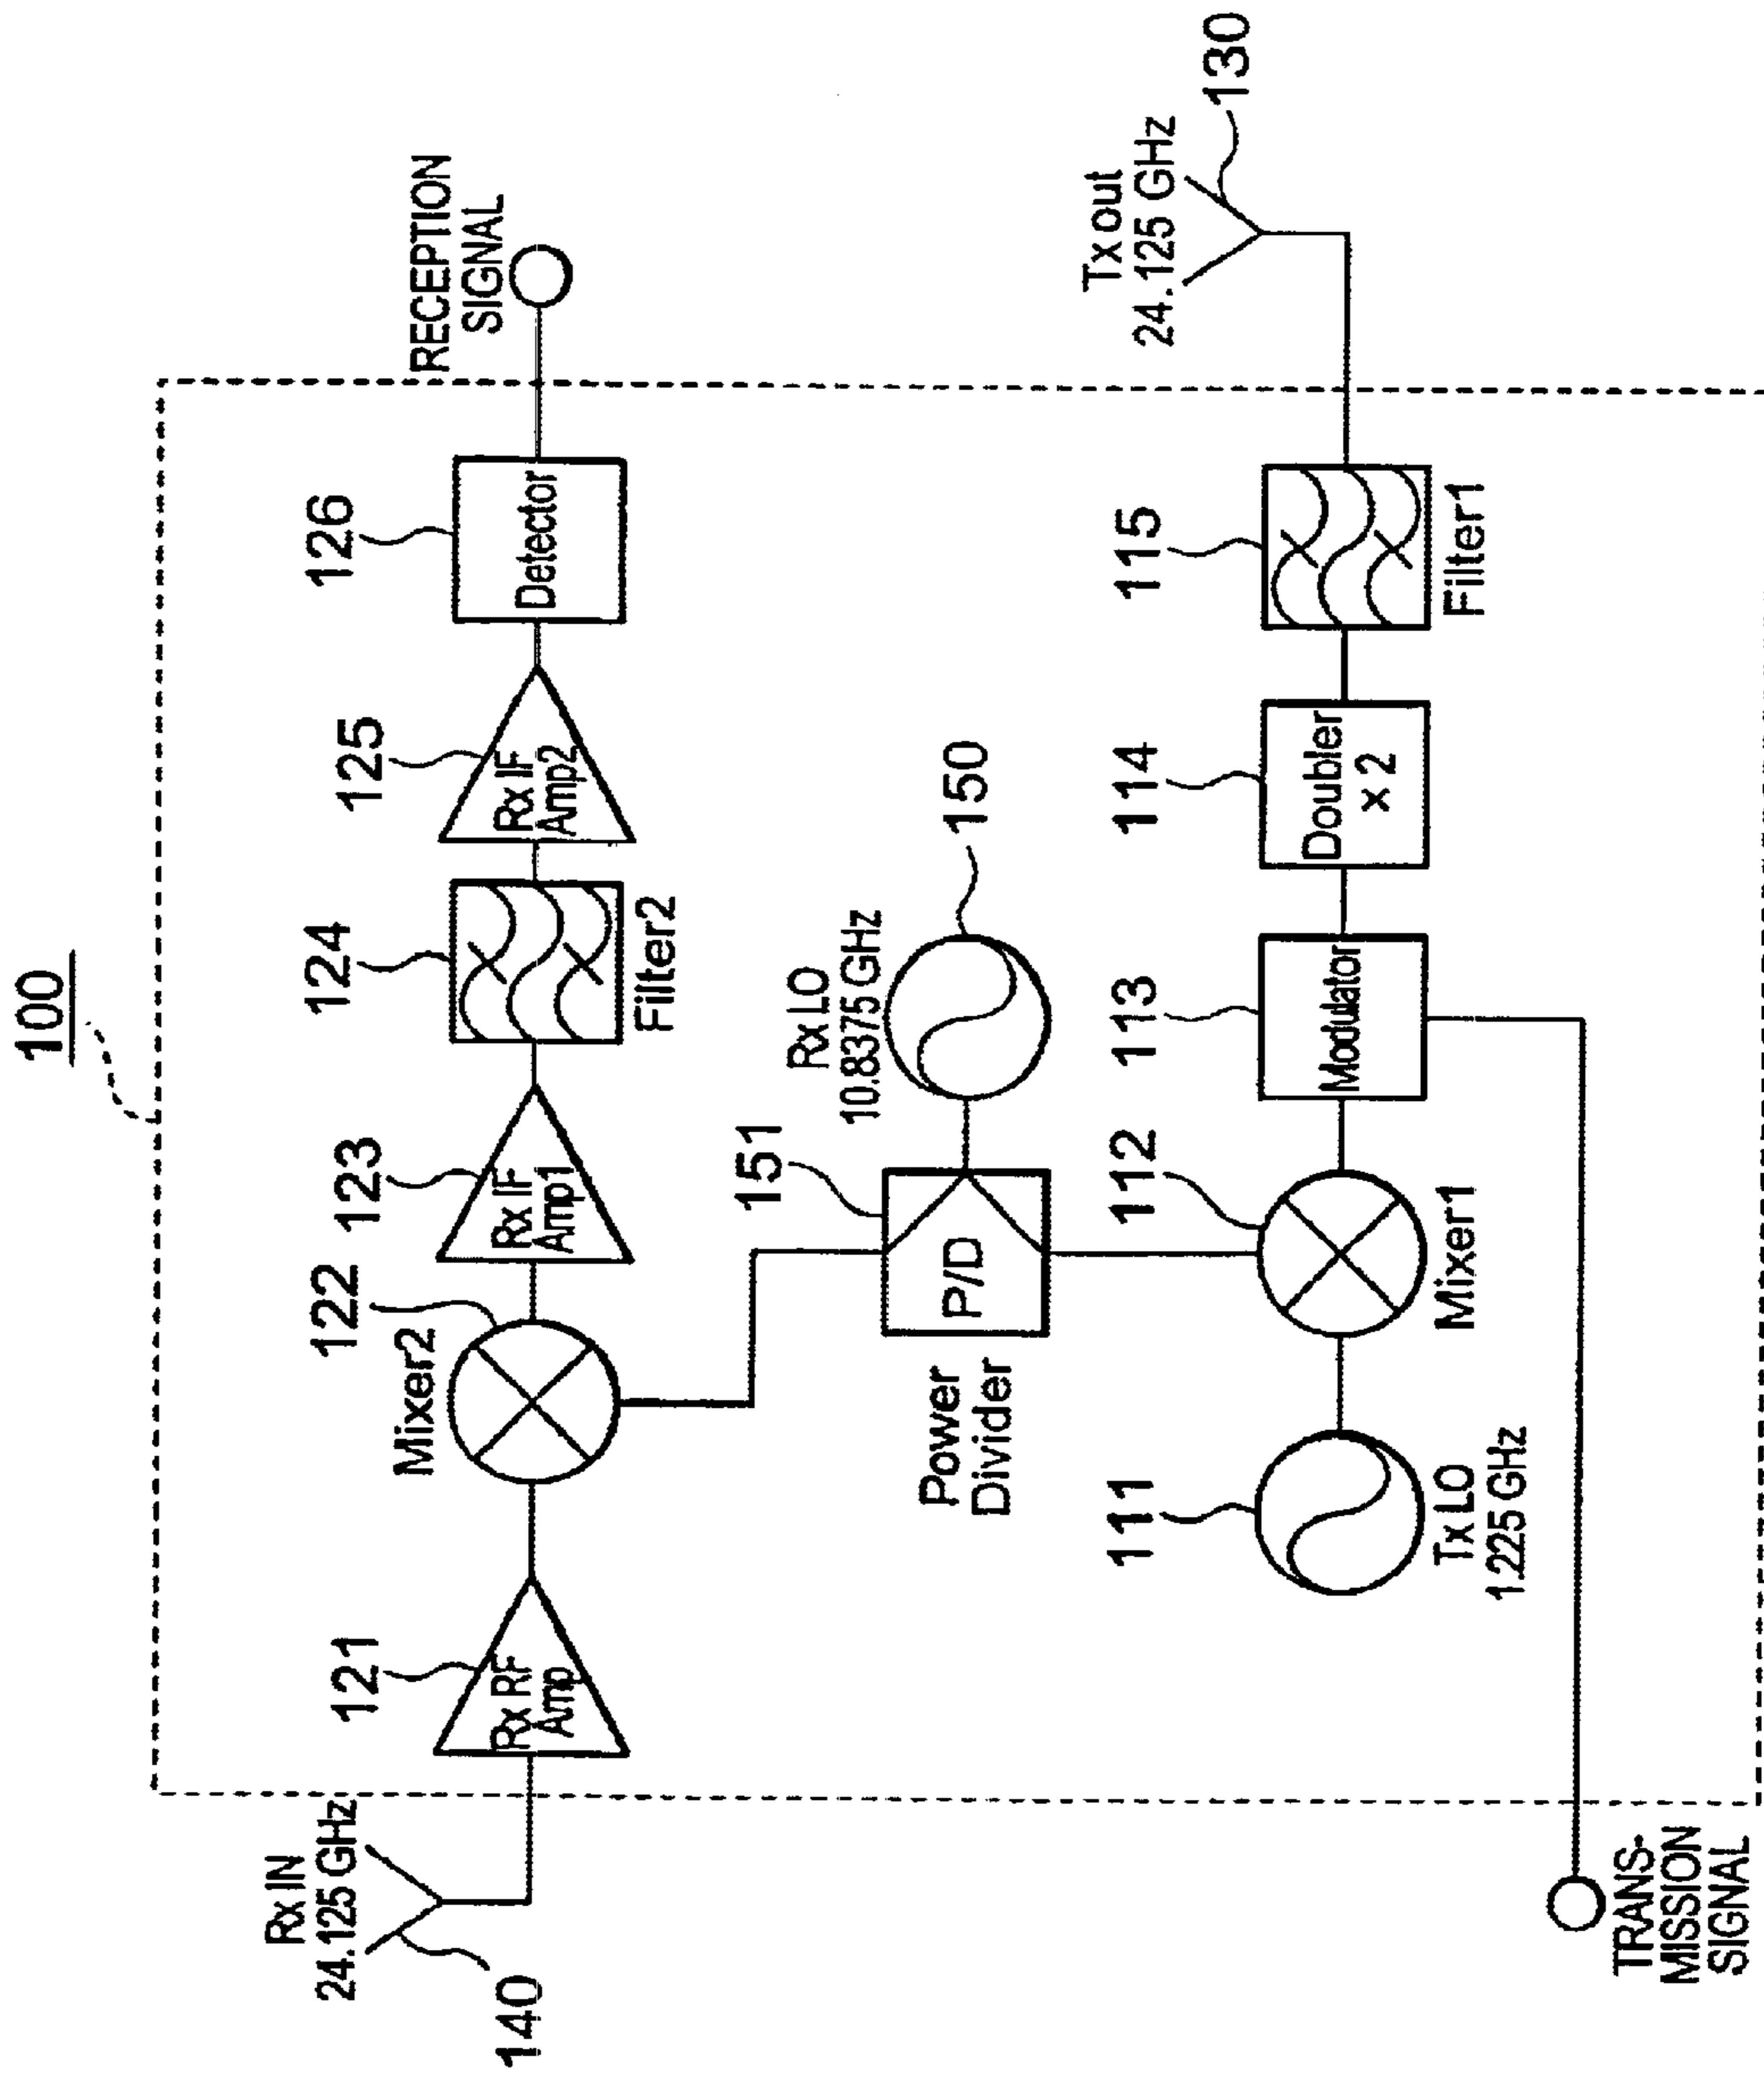 100
RECEPTION
SIGNAL
Rx IN
24.125 GHz
140
121
Rx RF
Amp
Mixer2
122
123
Rx IF
Amp1
124
Filter2
125
Rx IF
Amp2
126
Detector
Power
Divider
151
P/D
Rx LO
10.8375 GHz
150
Tx out
24.125 GHz
130
111
Tx LO
1.225 GHz
112
Mixer1
113
Modulator
114
Doubler
×2
115
Filter1
TRANS-
MISSION
SIGNAL